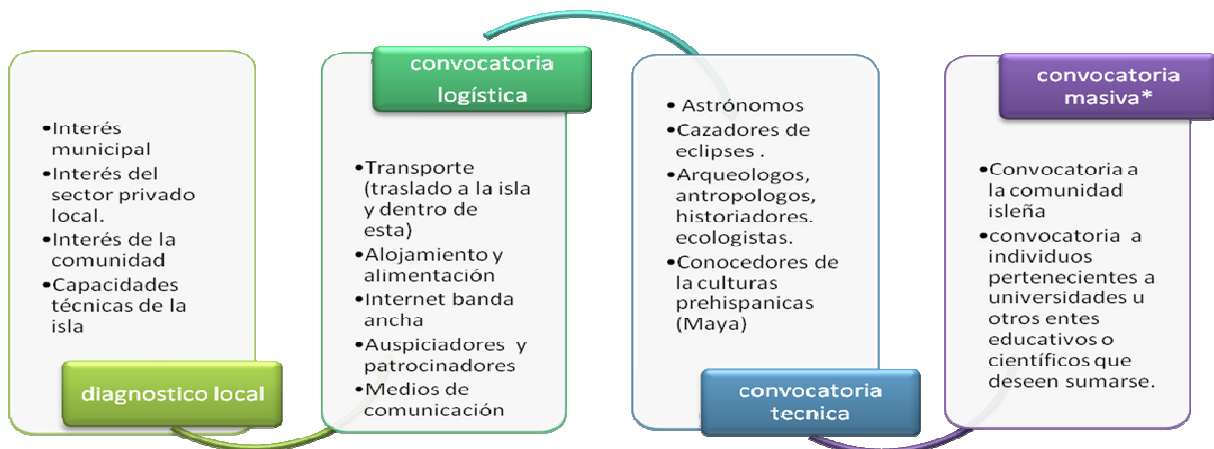 •Interés
municipal
•Interés del
sector privado
local.
•Interés de la
comunidad
•Capacidades
técnicas de la
isla
diagnostico local
convocatoria
logística
•Transporte
(traslado a la isla
y dentro de
esta)
•Alojamiento y
alimentación
•Internet banda
ancha
•Auspiciadores y
patrocinadores
•Medios de
comunicación
• Astrónomos
•Cazadores de
eclipses .
•Arqueologos,
antropologos,
historiadores.
ecologistas.
•Conocedores de
la culturas
prehispanicas
(Maya)
convocatoria
tecnica
convocatoria
masiva*
•Convocatoria a
la comunidad
isleña
•convocatoria a
individuos
pertenecientes a
universidades u
otros entes
educativos o
científicos que
deseen sumarse.